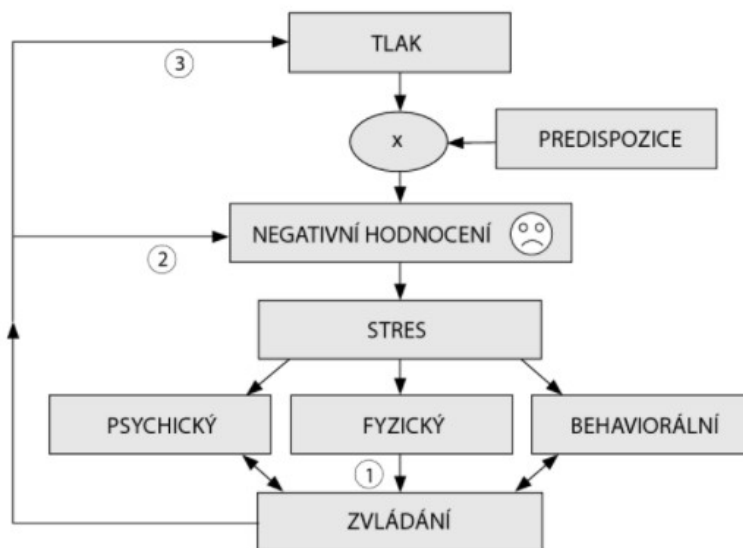 TLAK
3
x
PREDISPOZICE
NEGATIVNÍ HODNOCENÍ
2
STRES
PSYCHICKÝ
FYZICKÝ
BEHAVIORÁLNÍ
1
ZVLÁDÁNÍ